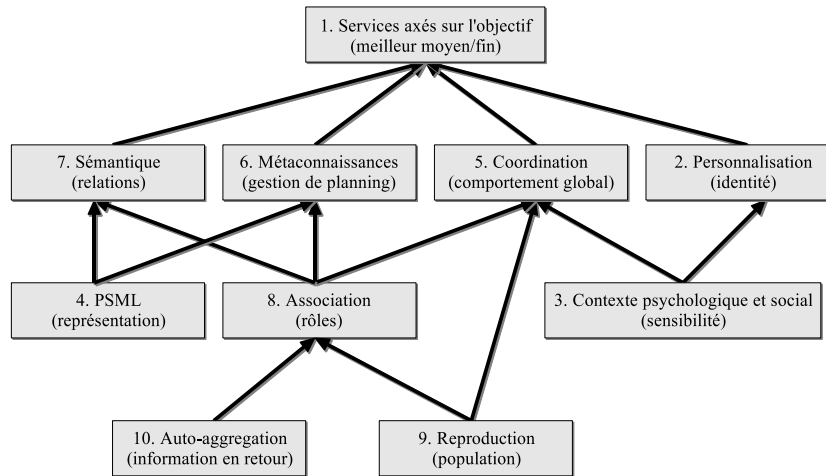 1. Services axés sur l'objectif
(meilleur moyen/fin)
7. Sémantique
(relations)
6. Métaconnaissances
(gestion de planning)
5. Coordination
(comportement global)
2. Personnalisation
(identité)
4. PSML
(représentation)
8. Association
(rôles)
3. Contexte psychologique et social
(sensibilité)
10. Auto-aggregation
(information en retour)
9. Reproduction
(population)